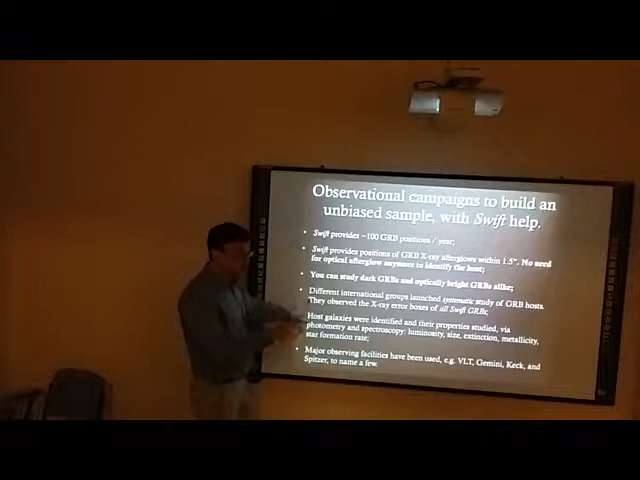 Observational campaigns to build an
unbiased sample, with Swift help.
• Swift provides ~100 GRB positions / year;
• Swift provides positions of GRB X-ray afterglows within 1.5". No need
for optical afterglow anymore to identify the host;
• You can study dark GRBs and optically bright GRBs alike;
• Different international groups launched systematic study of GRB hosts.
They observed the X-ray error boxes of all Swift GRBs;
Host galaxies were identified and their properties studied, via
photometry and spectroscopy: luminosity, size, extinction, metallicity,
star formation rate;
• Major observing facilities have been used, e.g. VLT, Gemini, Keck, and
Spitzer, to name a few.